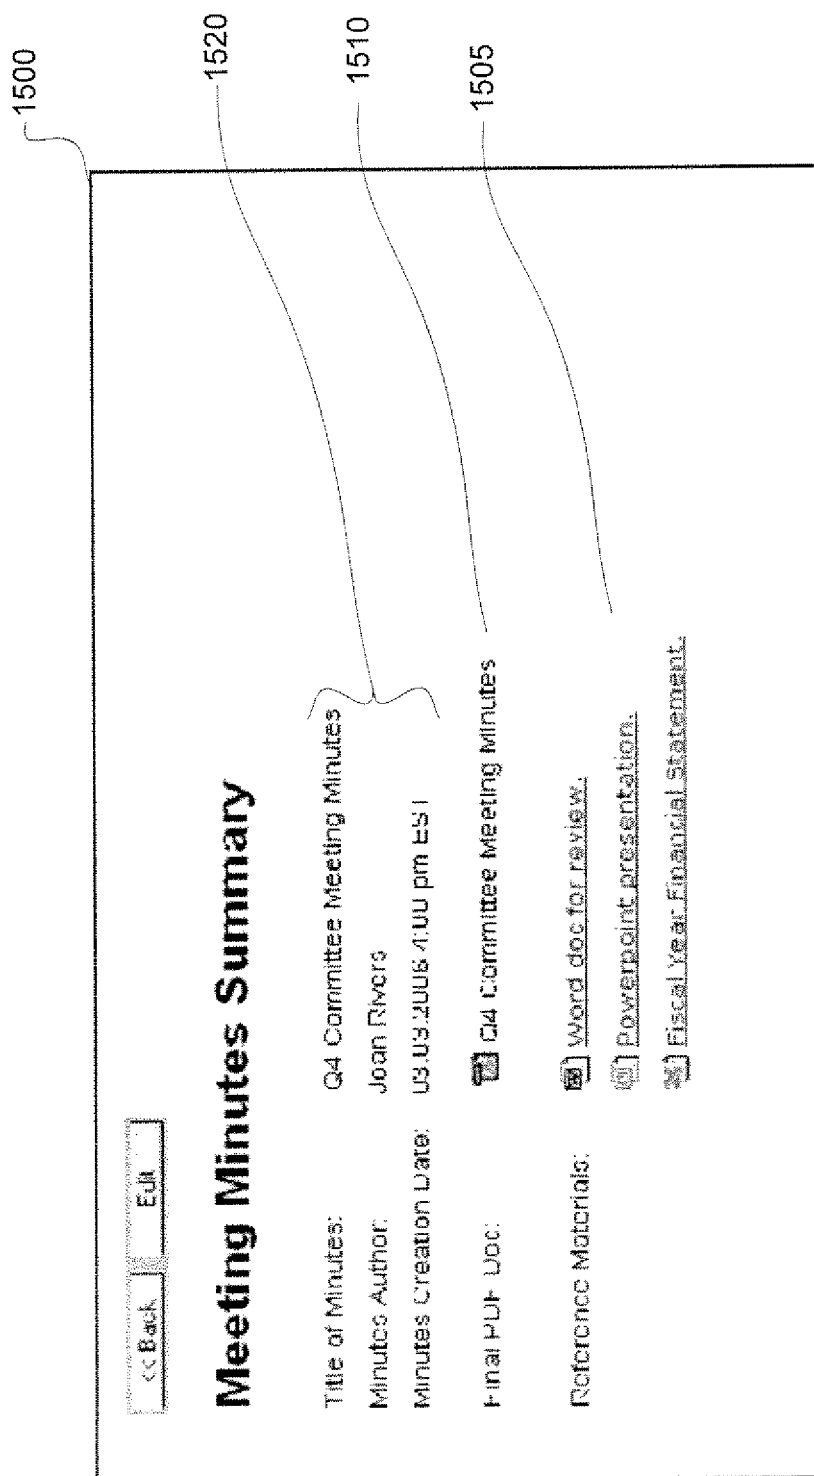 1500
1520
1510
1505
<< Back Edit
Meeting Minutes Summary
Title of Minutes: Q4 Committee Meeting Minutes
Minutes Author: Joan Rivers
Minutes Creation Date: 03.03.2006 4:00 pm EST
Final PDF Doc: Q4 Committee Meeting Minutes
Reference Materials: Word doc for review.
Powerpoint presentation.
Fiscal Year Financial Statement.